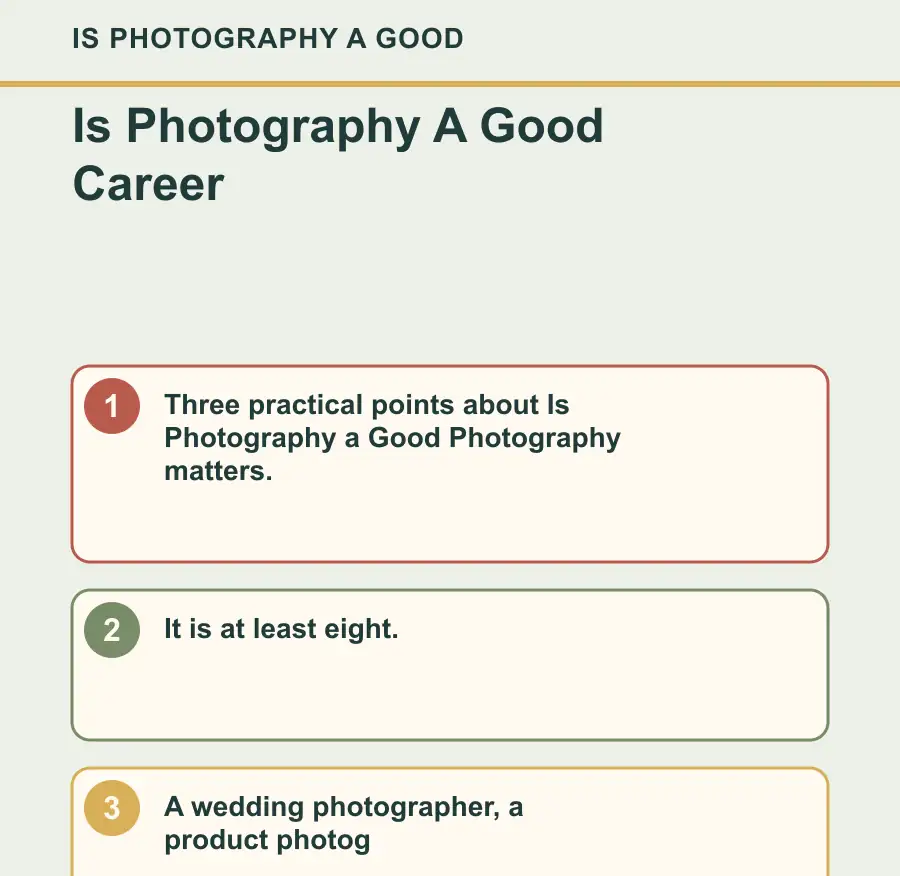 IS PHOTOGRAPHY A GOOD
Is Photography A Good
Career
1
Three practical points about Is
Photography a Good Photography
matters.
2
It is at least eight.
3
A wedding photographer, a
product photog